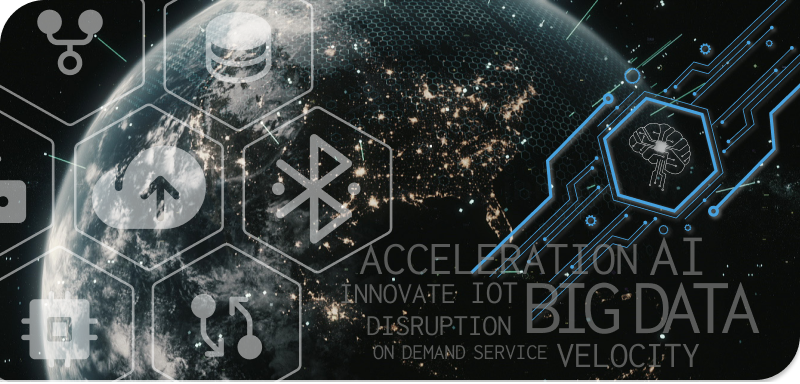 ACCELERATION AI
INNOVATE IOT BIG DATA
DISRUPTION
ON DEMAND SERVICE VELOCITY